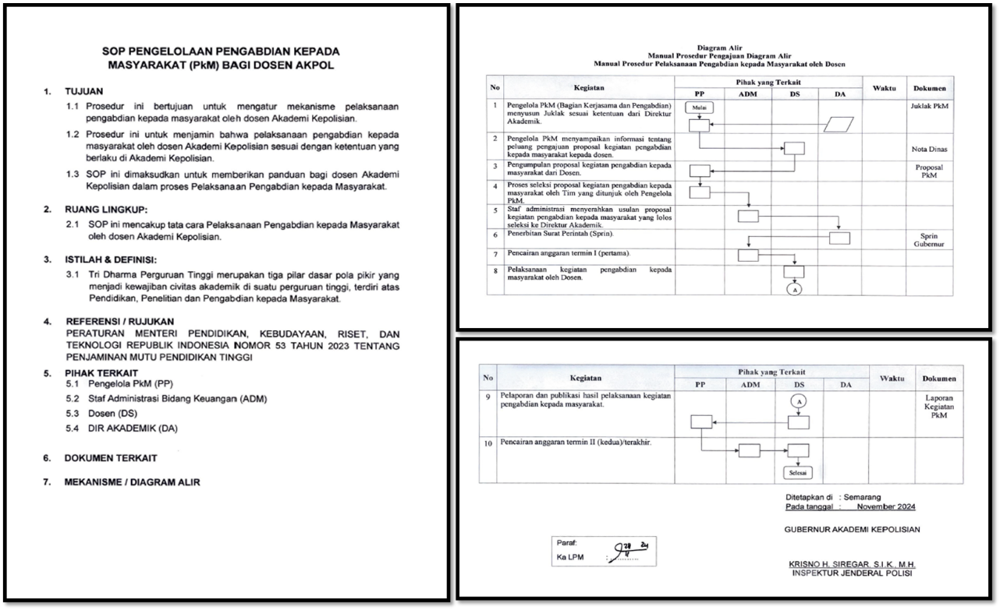 SOP PENGELOLAAN PENGABDIAN KEPADA
MASYARAKAT (PkM) BAGI DOSEN AKPOL
1. TUJUAN
1.1 Prosedur ini bertujuan untuk mengatur mekanisme pelaksanaan
pengabdian kepada masyarakat oleh dosen Akademi Kepolisian.
1.2 Prosedur ini untuk menjamin bahwa pelaksanaan pengabdian kepada
masyarakat oleh dosen Akademi Kepolisian sesuai dengan ketentuan yang
berlaku di Akademi Kepolisian.
1.3 SOP ini dimaksudkan untuk memberikan panduan bagi dosen Akademi
Kepolisian dalam proses Pelaksanaan Pengabdian kepada Masyarakat.
2. RUANG LINGKUP:
2.1 SOP ini mencakup tata cara Pelaksanaan Pengabdian kepada Masyarakat
oleh dosen Akademi Kepolisian.
3. ISTILAH & DEFINISI:
3.1 Tri Dharma Perguruan Tinggi merupakan tiga pilar dasar pola pikir yang
menjadi kewajiban civitas akademik di suatu perguruan tinggi, terdiri atas
Pendidikan, Penelitian dan Pengabdian kepada Masyarakat.
4. REFERENSI / RUJUKAN
PERATURAN MENTERI PENDIDIKAN, KEBUDAYAAN, RISET, DAN
TEKNOLOGI REPUBLIK INDONESIA NOMOR 53 TAHUN 2023 TENTANG
PENJAMINAN MUTU PENDIDIKAN TINGGI
5. PIHAK TERKAIT
5.1 Pengelola PkM (PP)
5.2 Staf Administrasi Bidang Keuangan (ADM)
5.3 Dosen (DS)
5.4 DIR AKADEMIK (DA)
6. DOKUMEN TERKAIT
7. MEKANISME / DIAGRAM ALIR
Diagram Alir
Manual Prosedur Pengajuan Diagram Alir
Manual Prosedur Pelaksanaan Pengabdian kepada Masyarakat oleh Dosen
No Kegiatan Pihak yang Terkait Waktu Dokumen
PP ADM DS DA
1 Pengelola PkM (Bagian Kerjasama dan Pengabdian) Mulai Juklak PkM
menyusun Juklak sesuai ketentuan dari Direktur
Akademik.
2 Pengelola PkM menyampaikan informasi tentang
peluang pengajuan proposal kegiatan pengabdian Nota Dinas
kepada masyarakat kepada dosen.
3 Pengumpulan proposal kegiatan pengabdian kepada Proposal
masyarakat dari Dosen. PkM
4 Proses seleksi proposal kegiatan pengabdian kepada
masyarakat oleh Tim yang ditunjuk oleh Pengelola
PkM.
5 Staf administrasi menyerahkan usulan proposal
kegiatan pengabdian kepada masyarakat yang lolos
seleksi ke Direktur Akademik.
6 Penerbitan Surat Perintah (Sprin). Sprin
Gubernur
7 Pencairan anggaran termin I (pertama).
8 Pelaksanaan kegiatan pengabdian kepada
masyarakat oleh Dosen.
A
No Kegiatan Pihak yang Terkait Waktu Dokumen
PP ADM DS DA
9 Pelaporan dan publikasi hasil pelaksanaan kegiatan A Laporan
pengabdian kepada masyarakat. Kegiatan
PkM
10 Pencairan anggaran termin II (kedua)/terakhir.
Selesai
Ditetapkan di : Semarang
Pada tanggal : November 2024
GUBERNUR AKADEMI KEPOLISIAN
Paraf:
Ka LPM :
KRISNO H. SIREGAR, S.I.K., M.H.
INSPEKTUR JENDERAL POLISI